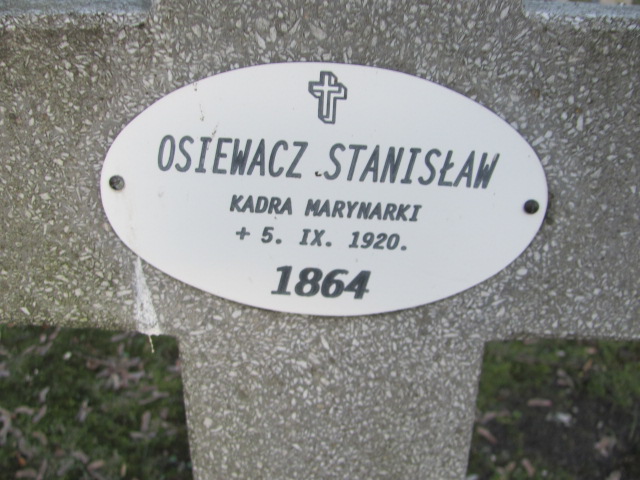 OSIEWACZ STANISŁAW
KADRA MARYNARKI
+ 5. IX. 1920.
1864